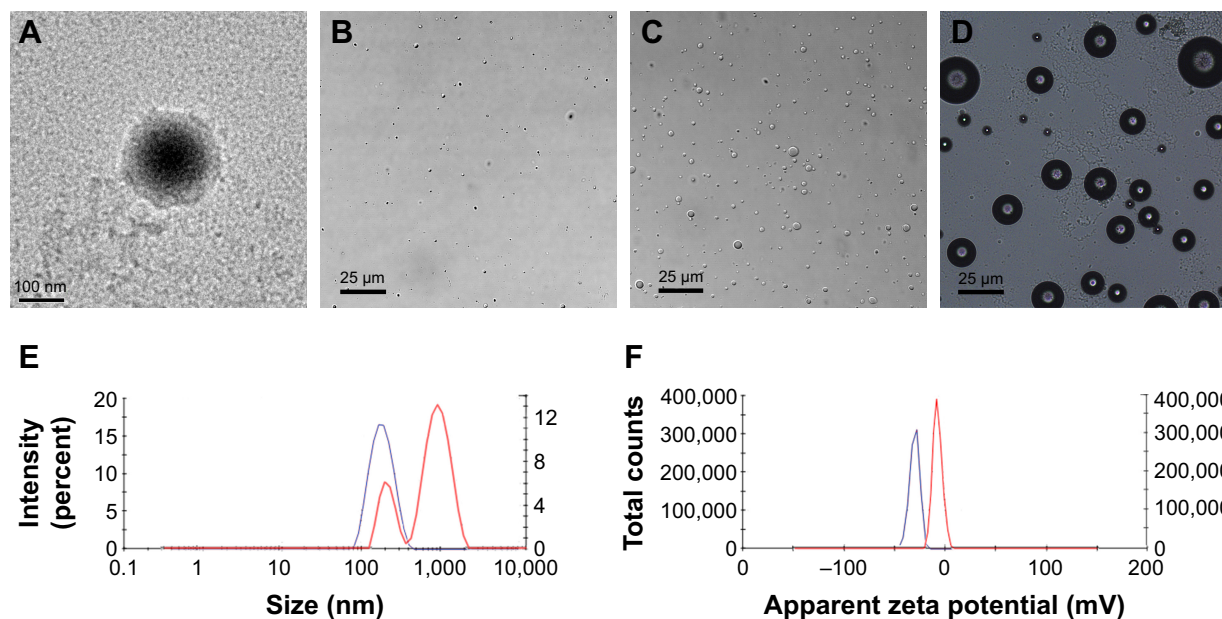 A B C D
100 nm 25 µm 25 µm 25 µm
E F
Intensity
(percent)
20
15
10
5
0
12
8
4
0
0.1 1 10 100 1,000 10,000
Size (nm)
Total counts
400,000
300,000
200,000
100,000
0
400,000
300,000
200,000
100,000
0
0 –100 0 100 200
Apparent zeta potential (mV)